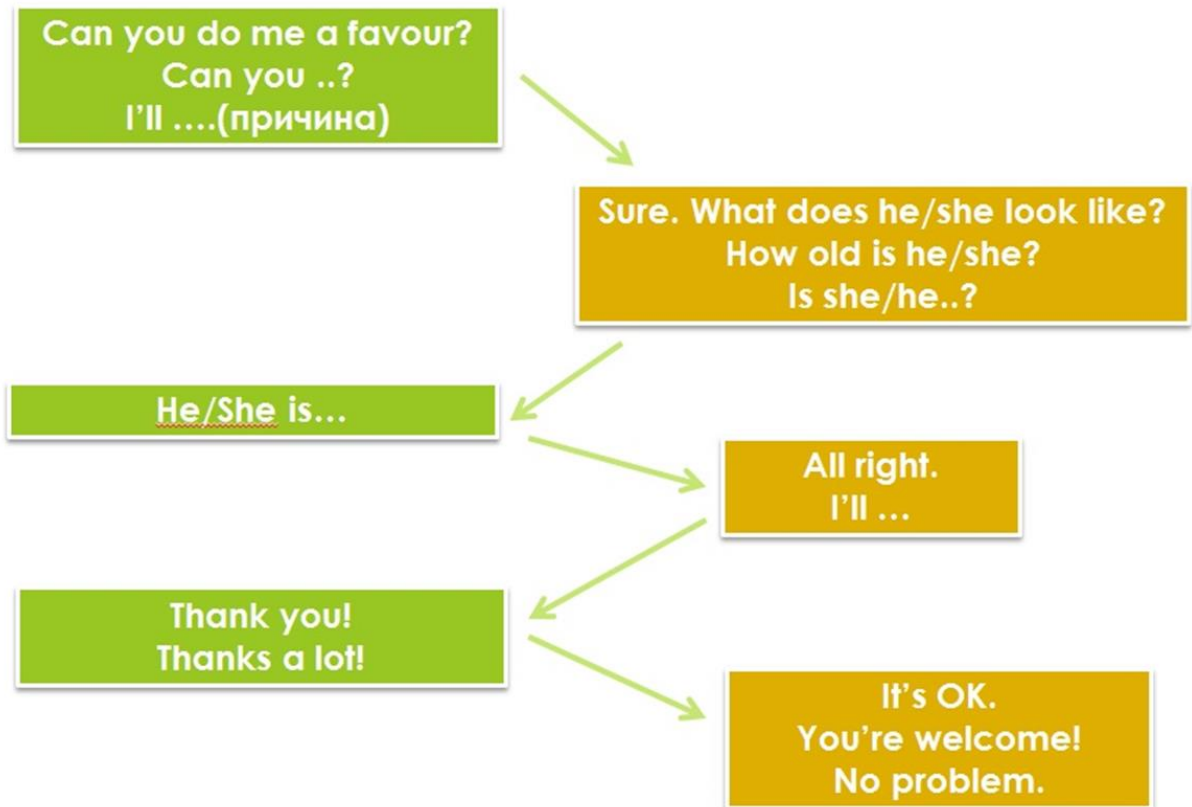 Can you do me a favour?
Can you ..?
I'll ....(причина)
Sure. What does he/she look like?
How old is he/she?
Is she/he..?
He/She is...
All right.
I'll ...
Thank you!
Thanks a lot!
It's OK.
You're welcome!
No problem.